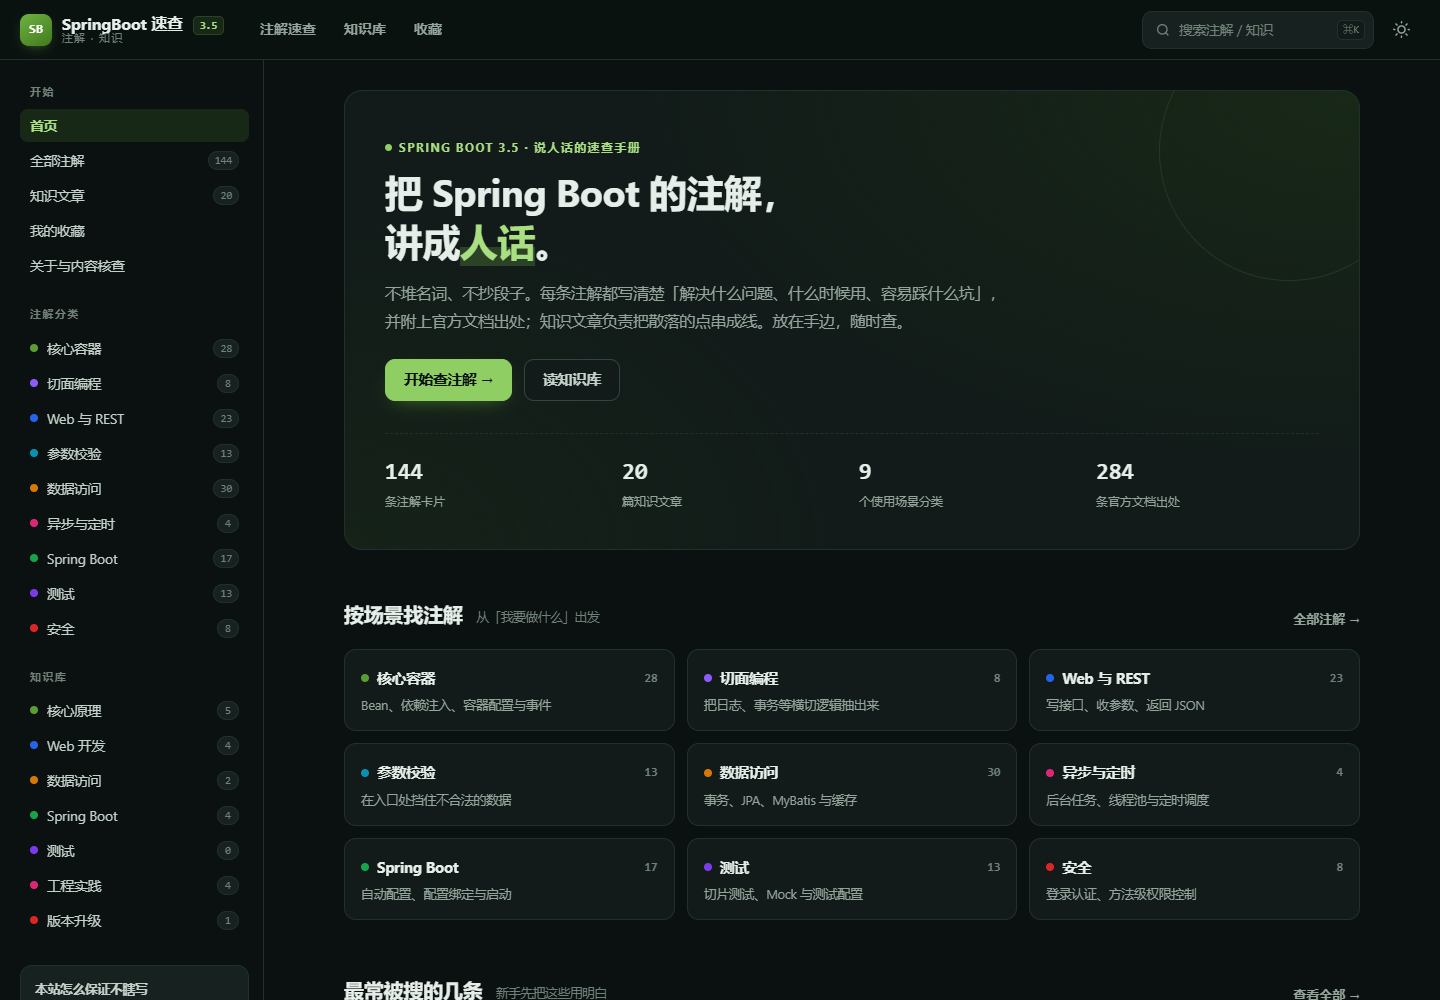 SB
SpringBoot 速查 3.5
注解 · 知识
注解速查
知识库
收藏
搜索注解 / 知识
⌘K
开始
首页
全部注解 144
知识文章 20
我的收藏
关于与内容核查
注解分类
核心容器 28
切面编程 8
Web 与 REST 23
参数校验 13
数据访问 30
异步与定时 4
Spring Boot 17
测试 13
安全 8
知识库
核心原理 5
Web 开发 4
数据访问 2
Spring Boot 4
测试 0
工程实践 4
版本升级 1
本站怎么保证不瞎写
SPRING BOOT 3.5 · 说人话的速查手册
把 Spring Boot 的注解，
讲成人话。
不堆名词、不抄段子。每条注解都写清楚「解决什么问题、什么时候用、容易踩什么坑」，
并附上官方文档出处；知识文章负责把散落的点串成线。放在手边，随时查。
开始查注解 →
读知识库
144
条注解卡片
20
篇知识文章
9
个使用场景分类
284
条官方文档出处
按场景找注解 从「我要做什么」出发
全部注解 →
核心容器 28
Bean、依赖注入、容器配置与事件
切面编程 8
把日志、事务等横切逻辑抽出来
Web 与 REST 23
写接口、收参数、返回 JSON
参数校验 13
在入口处挡住不合法的数据
数据访问 30
事务、JPA、MyBatis 与缓存
异步与定时 4
后台任务、线程池与定时调度
Spring Boot 17
自动配置、配置绑定与启动
测试 13
切片测试、Mock 与测试配置
安全 8
登录认证、方法级权限控制
最常被搜的几条 新手先把这些用明白
查看全部 →